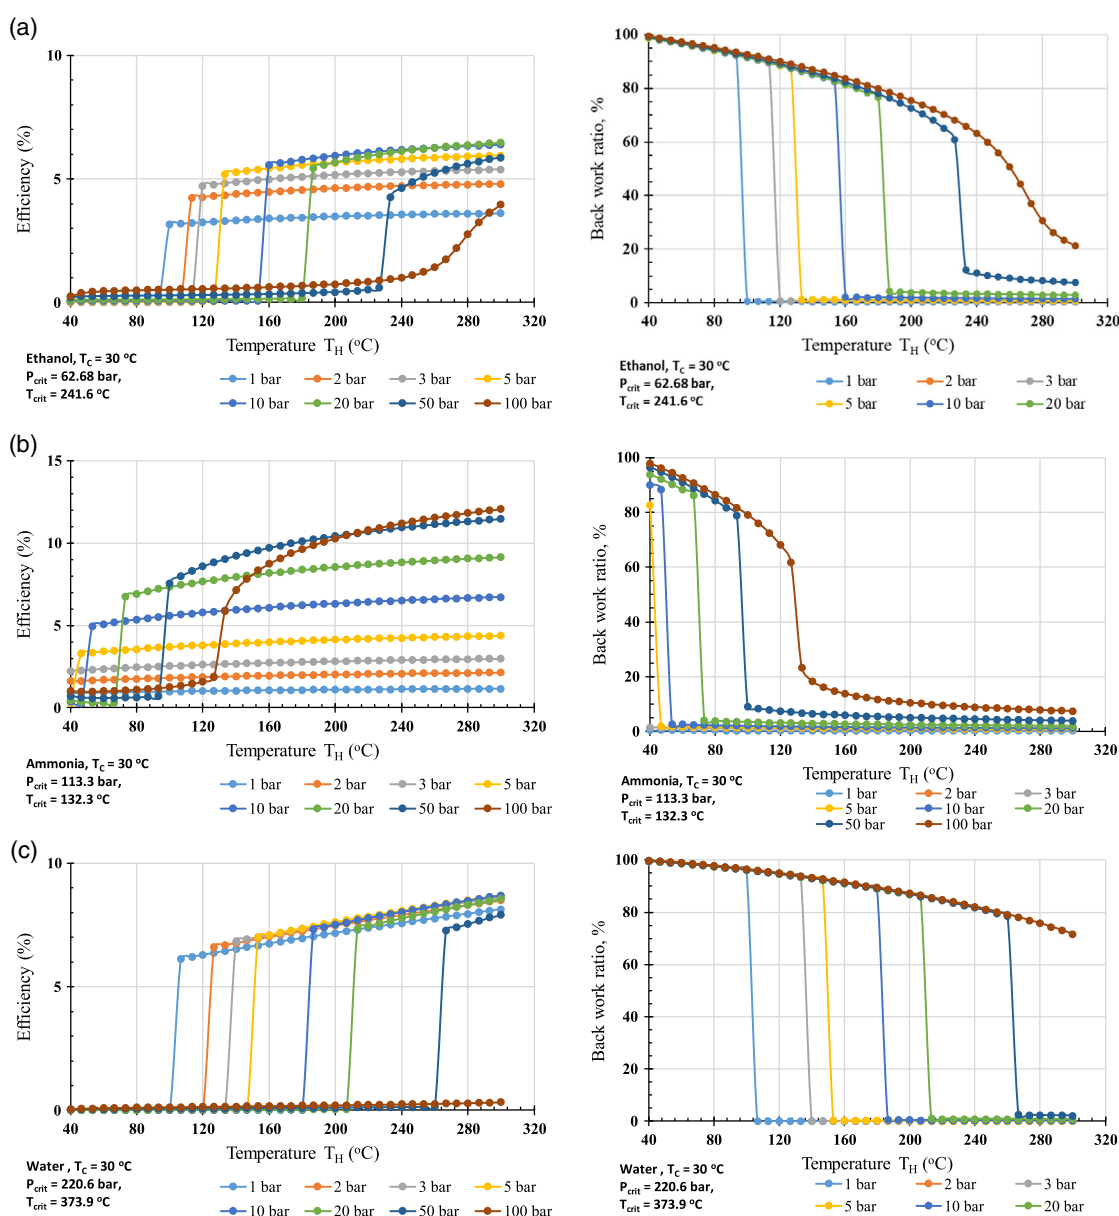 (a)
10
5
0
40 80 120 160 200 240 280 320
Efficiency (%)
Temperature T_H (°C)
Ethanol, T_C = 30 °C
P_crit = 62.68 bar,
T_crit = 241.6 °C
1 bar 2 bar 3 bar 5 bar
10 bar 20 bar 50 bar 100 bar
100
80
60
40
20
0
40 80 120 160 200 240 280 320
Back work ratio, %
Temperature T_H (°C)
Ethanol, T_C = 30 °C
P_crit = 62.68 bar,
T_crit = 241.6 °C
1 bar 2 bar 3 bar
5 bar 10 bar 20 bar
(b)
15
10
5
0
40 80 120 160 200 240 280 320
Efficiency (%)
Temperature T_H (°C)
Ammonia, T_C = 30 °C
P_crit = 113.3 bar,
T_crit = 132.3 °C
1 bar 2 bar 3 bar 5 bar
10 bar 20 bar 50 bar 100 bar
100
80
60
40
20
0
40 80 120 160 200 240 280 320
Back work ratio, %
Temperature T_H (°C)
Ammonia, T_C = 30 °C
P_crit = 113.3 bar,
T_crit = 132.3 °C
1 bar 2 bar 3 bar
5 bar 10 bar 20 bar
50 bar 100 bar
(c)
10
5
0
40 80 120 160 200 240 280 320
Efficiency (%)
Temperature T_H (°C)
Water , T_C = 30 °C
P_crit = 220.6 bar,
T_crit = 373.9 °C
1 bar 2 bar 3 bar 5 bar
10 bar 20 bar 50 bar 100 bar
100
80
60
40
20
0
40 80 120 160 200 240 280 320
Back work ratio, %
Temperature T_H (°C)
Water , T_C = 30 °C
P_crit = 220.6 bar,
T_crit = 373.9 °C
1 bar 2 bar 3 bar
5 bar 10 bar 20 bar